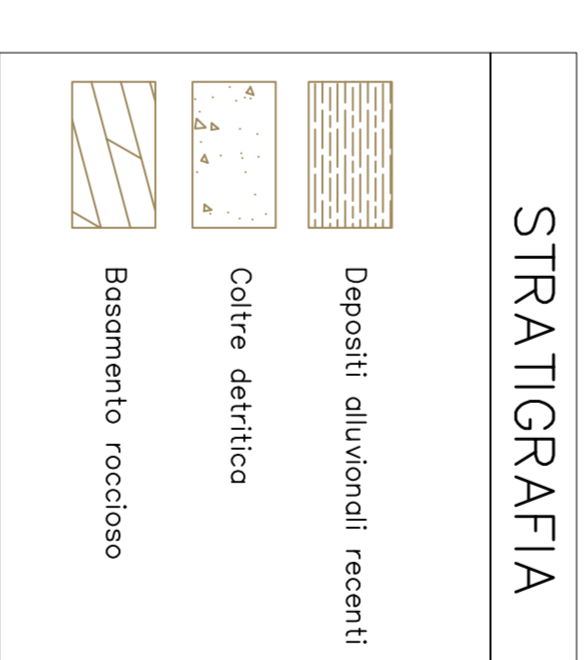 STRATIGRAFIA
Depositi alluvionali recenti
Coltre detritica
Basamento roccioso